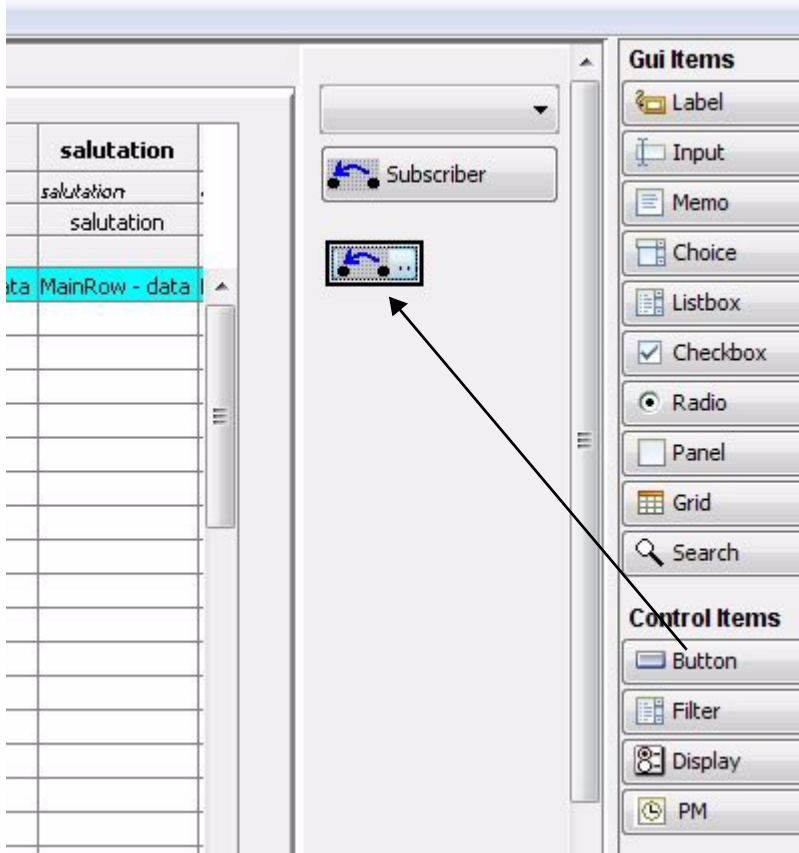 salutation
salutation
salutation
ata MainRow - data
Subscriber
..
Gui Items
Label
Input
Memo
Choice
Listbox
Checkbox
Radio
Panel
Grid
Search
Control Items
Button
Filter
Display
PM